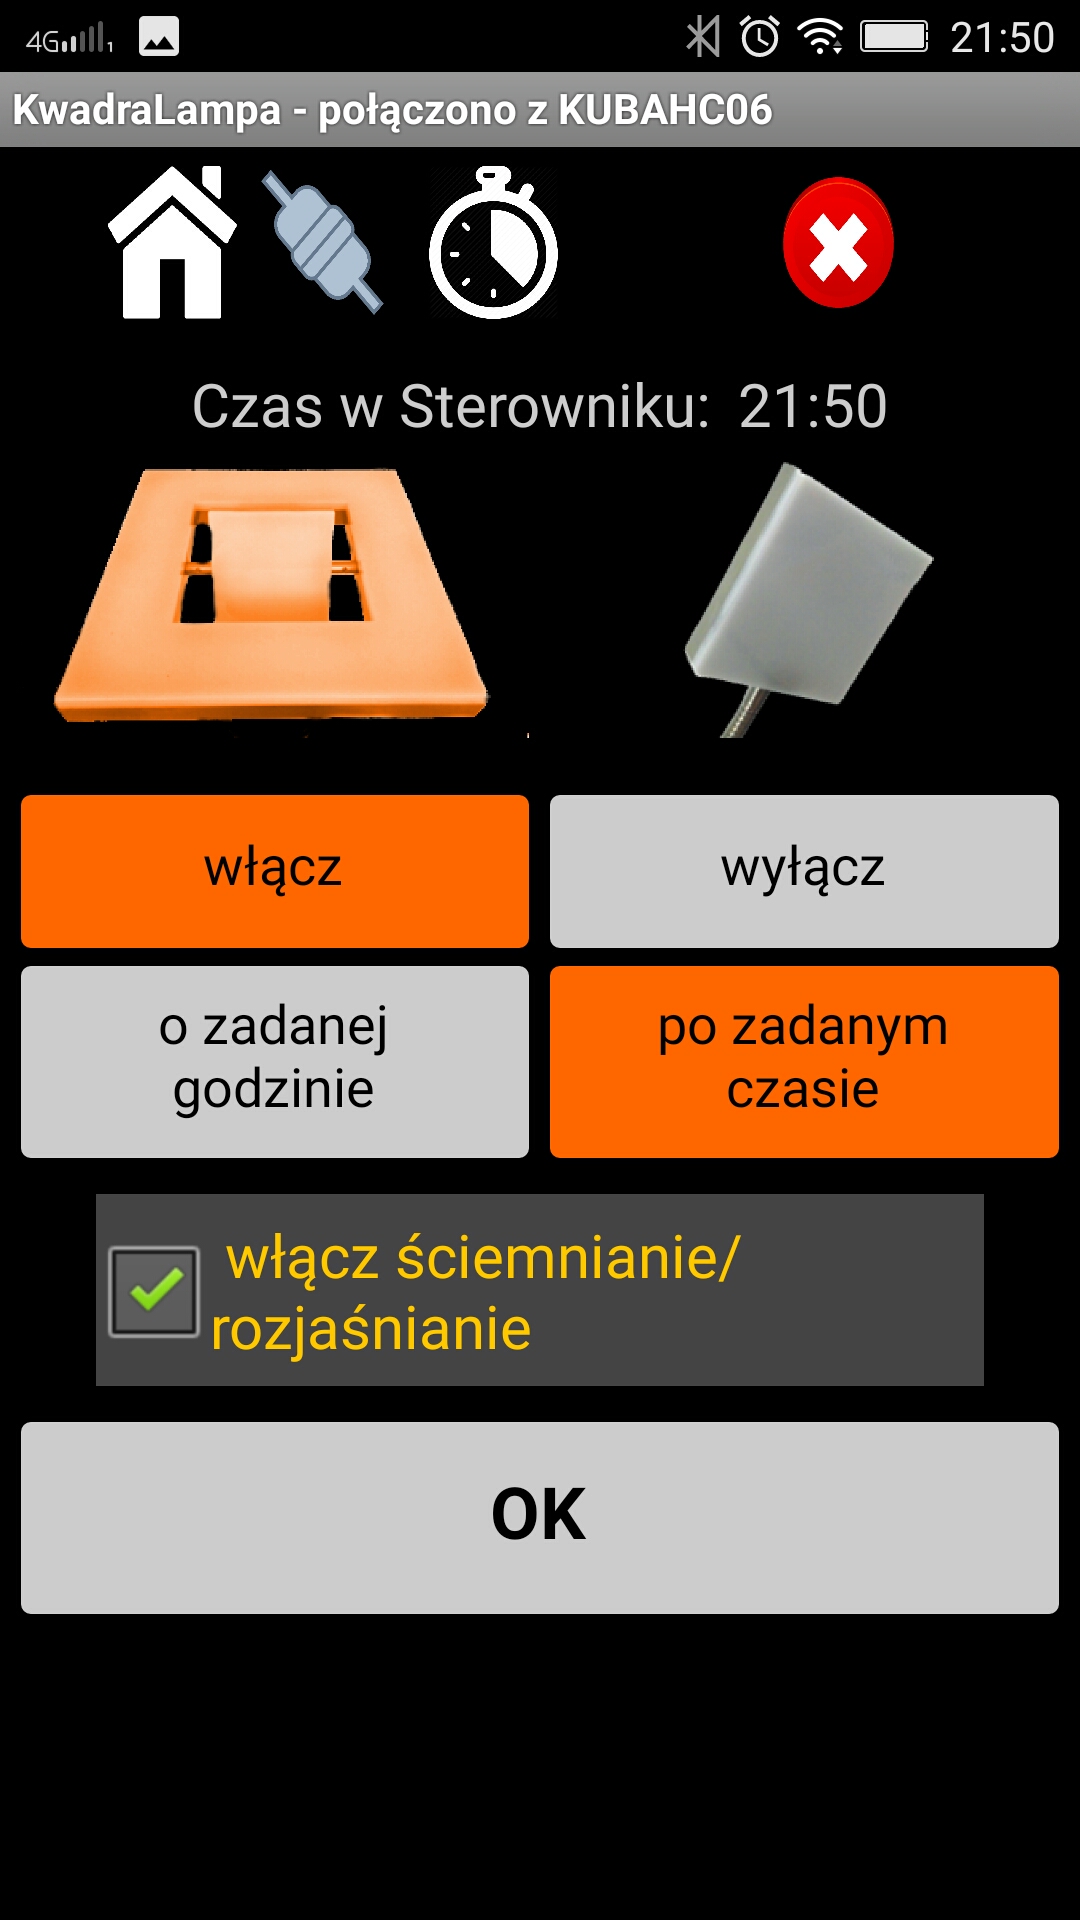 4G 1 21:50
KwadraLampa - połączono z KUBAHC06
Czas w Sterowniku: 21:50
włącz
wyłącz
o zadanej
godzinie
po zadanym
czasie
włącz ściemnianie/
rozjaśnianie
OK